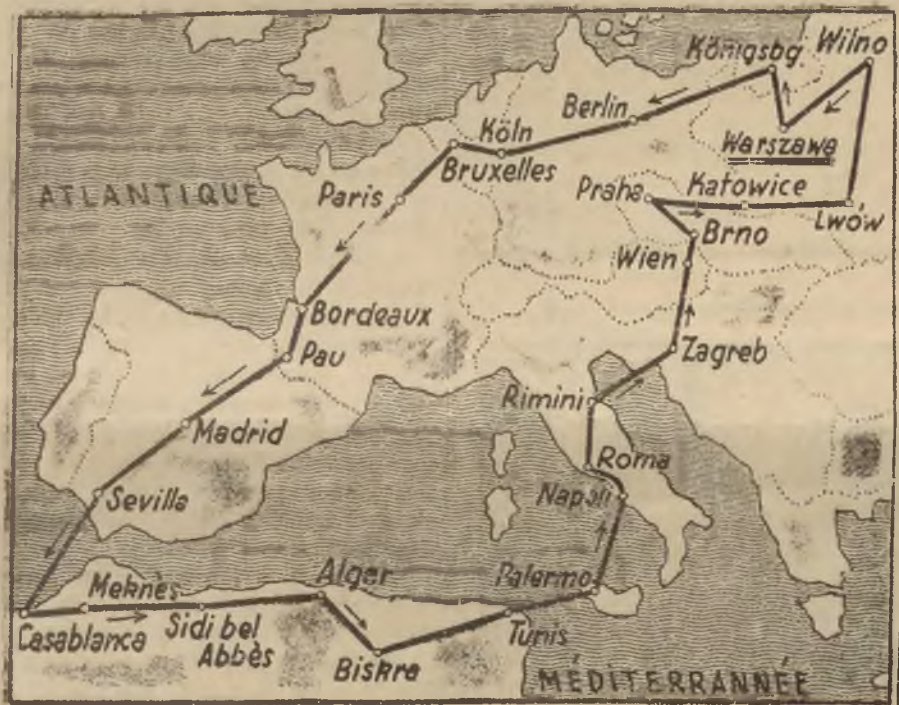 Königsbg
Wilno
Berlin
Köln
Bruxelles
Warszawa
ATLANTIQUE
Paris
Praha
Katowice
Lwów
Brno
Wien
Bordeaux
Zagreb
Pau
Rimini
Madrid
Roma
Sevilla
Napoli
Alger
Palermo
Meknès
Casablanca
Sidi bel
Abbès
Tunis
Biskra
MÉDITERRANNÉE